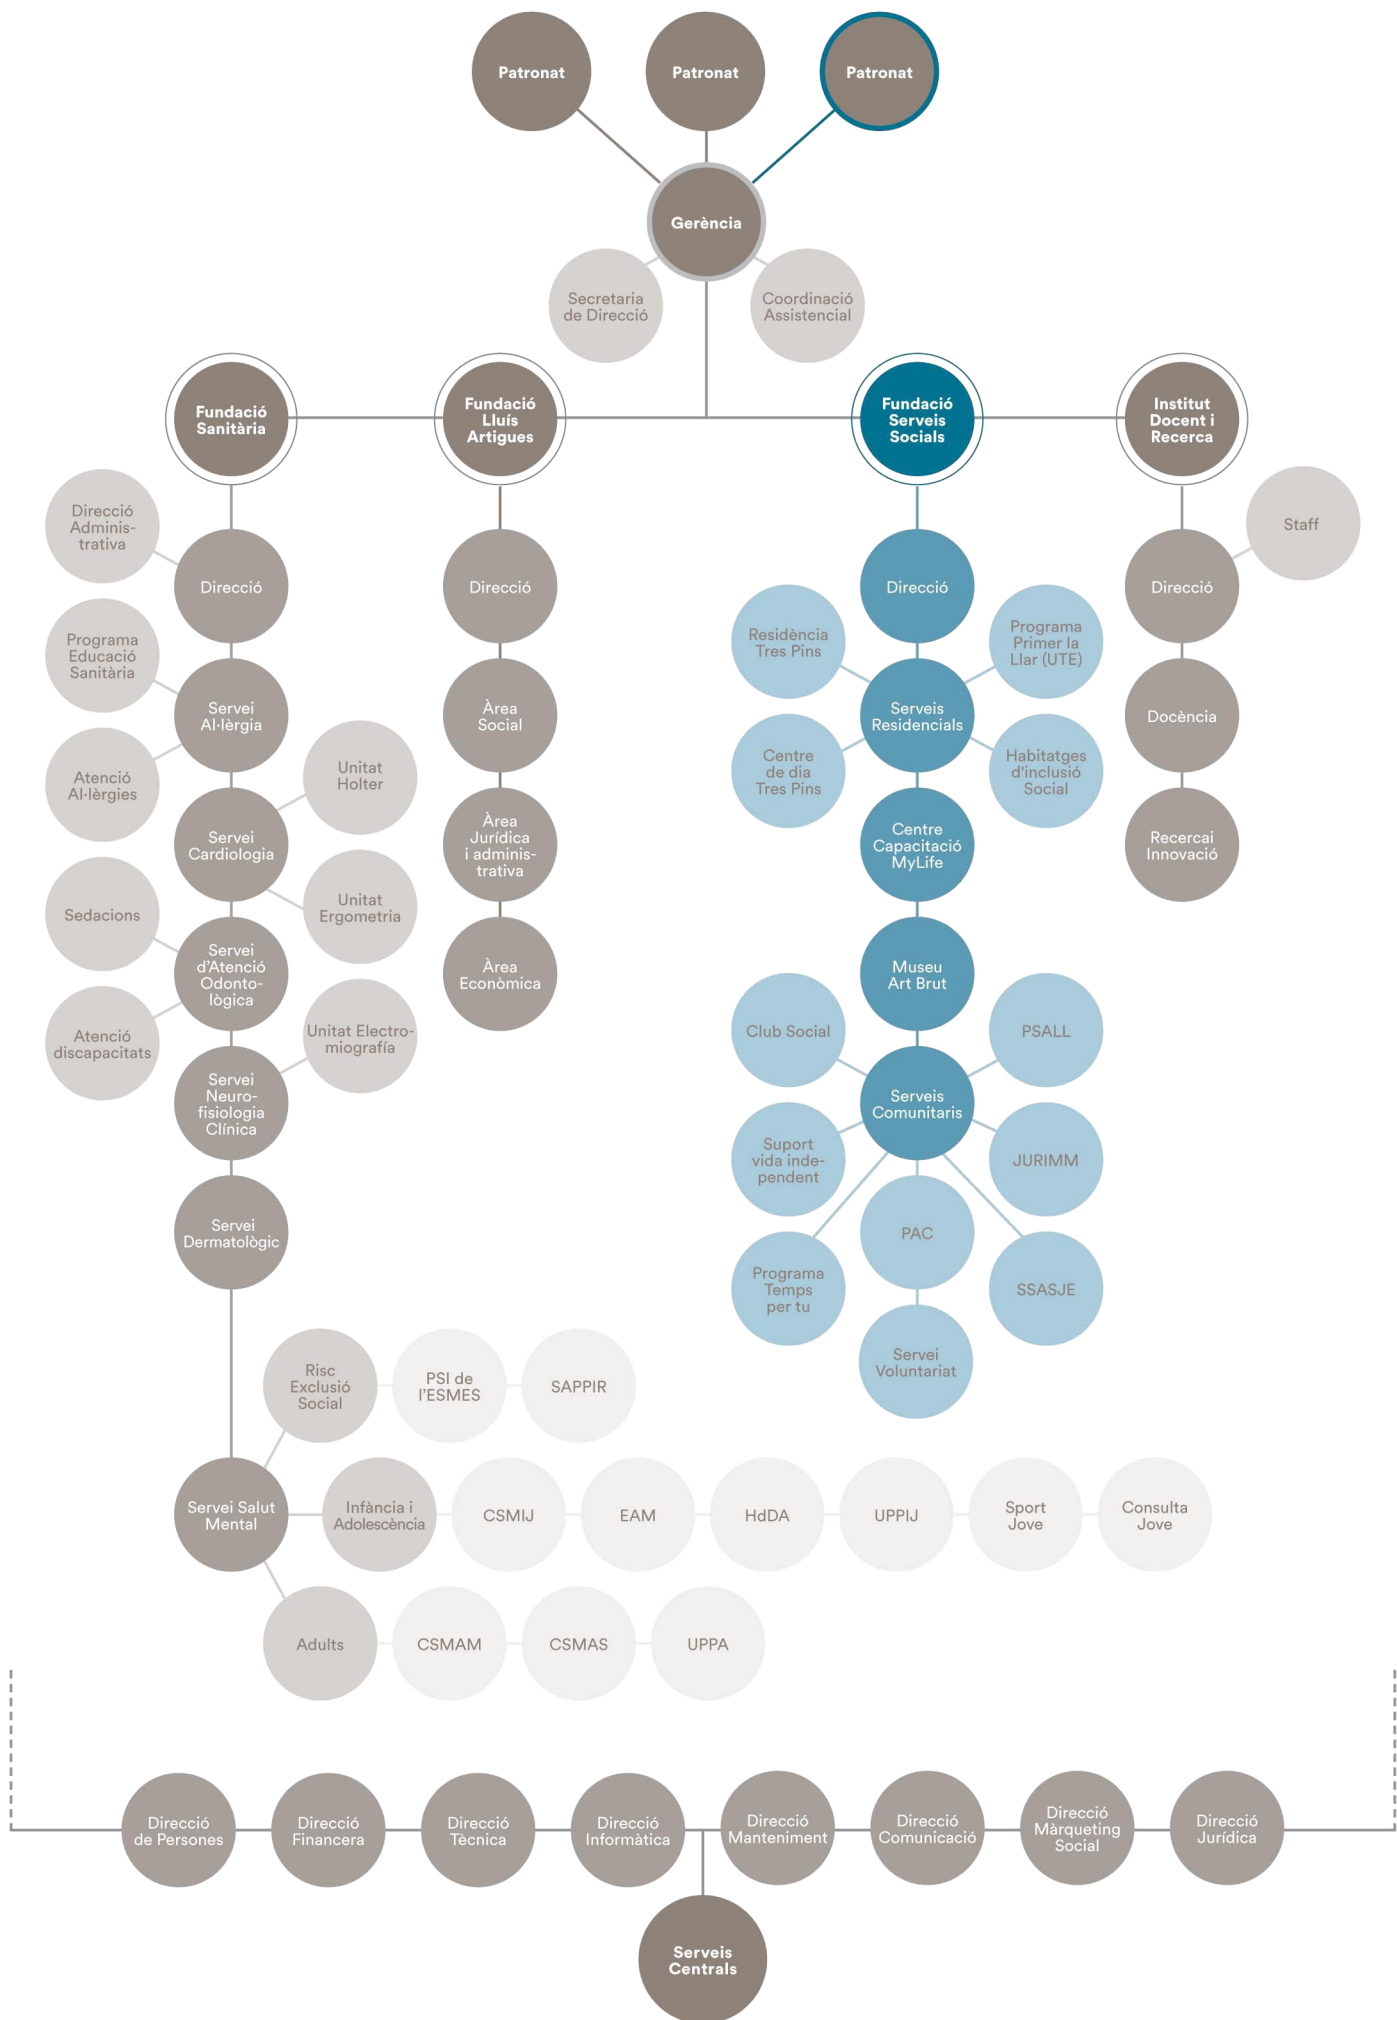 Patronat
Patronat
Patronat
Gerència
Secretaria
de Direcció
Coordinació
Assistencial
Fundació
Sanitària
Fundació
Lluís
Artigues
Fundació
Serveis
Socials
Institut
Docent i
Recerca
Direcció
Adminis-
trativa
Direcció
Programa
Educació
Sanitària
Servei
Al·lèrgia
Atenció
Al·lèrgies
Unitat
Holter
Servei
Cardiologia
Unitat
Ergometria
Sedacions
Servei
d'Atenció
Odonto-
lògica
Atenció
discapacitats
Unitat Electro-
miografía
Servei
Neuro-
fisiologia
Clínica
Servei
Dermatològic
Direcció
Àrea
Social
Àrea
Jurídica
i adminis-
trativa
Àrea
Econòmica
Direcció
Residència
Tres Pins
Programa
Primer la
Llar (UTE)
Serveis
Residencials
Centre
de dia
Tres Pins
Habitatges
d'inclusió
Social
Centre
Capacitació
MyLife
Museu
Art Brut
Club Social
PSALL
Serveis
Comunitaris
Suport
vida inde-
pendent
JURIMM
PAC
Programa
Temps
per tu
SSASJE
Servei
Voluntariat
Staff
Direcció
Docència
Recercai
Innovació
Risc
Exclusió
Social
PSI de
l'ESMES
SAPPIR
Servei Salut
Mental
Infància i
Adolescència
CSMIJ
EAM
HdDA
UPPIJ
Sport
Jove
Consulta
Jove
Adults
CSMAM
CSMAS
UPPA
Direcció
de Persones
Direcció
Financera
Direcció
Tècnica
Direcció
Informàtica
Direcció
Manteniment
Direcció
Comunicació
Direcció
Màrqueting
Social
Direcció
Jurídica
Serveis
Centrals